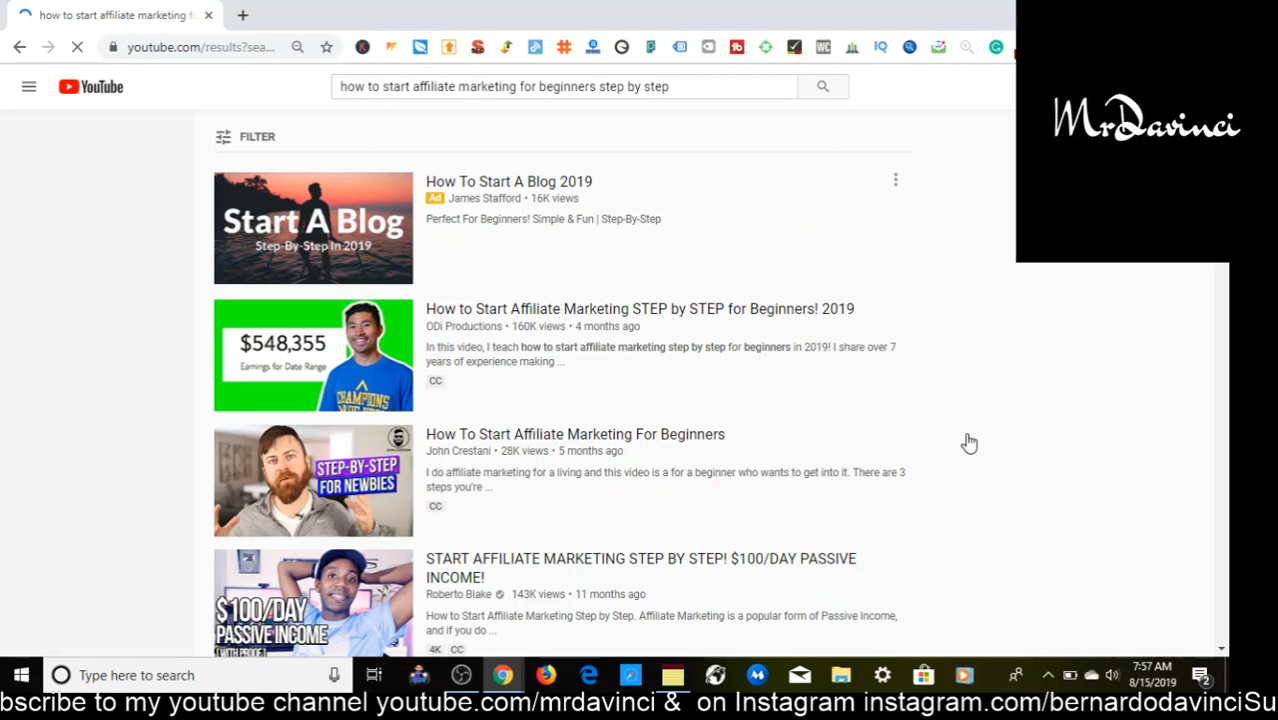 how to start affiliate marketing f
youtube.com/results?sea...
YouTube
how to start affiliate marketing for beginners step by step
MrDavinci
FILTER
Start A Blog
Step-By-Step In 2019
How To Start A Blog 2019
Ad James Stafford • 16K views
Perfect For Beginners! Simple & Fun | Step-By-Step
$548,355
Earnings for Date Range
CHAMPIONS
How to Start Affiliate Marketing STEP by STEP for Beginners! 2019
ODi Productions • 160K views • 4 months ago
In this video, I teach how to start affiliate marketing step by step for beginners in 2019! I share over 7
years of experience making ...
CC
STEP-BY-STEP
FOR NEWBIES
How To Start Affiliate Marketing For Beginners
John Crestani • 28K views • 5 months ago
I do affiliate marketing for a living and this video is a for a beginner who wants to get into it. There are 3
steps you're ...
CC
$100/DAY
PASSIVE INCOME
START AFFILIATE MARKETING STEP BY STEP! $100/DAY PASSIVE
INCOME!
Roberto Blake • 143K views • 11 months ago
How to Start Affiliate Marketing Step by Step. Affiliate Marketing is a popular form of Passive Income,
and if you do ...
4K CC
Type here to search
7:57 AM
8/15/2019
2
bscribe to my youtube channel youtube.com/mrdavinci & on Instagram instagram.com/bernardodavinciSu